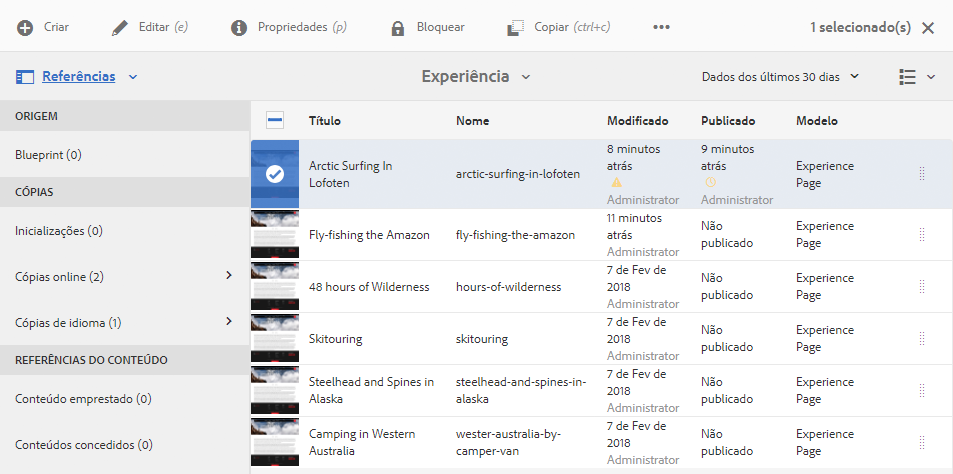 Criar
Editar (e)
Propriedades (p)
Bloquear
Copiar (ctrl+c)
1 selecionado(s)
Referências
Experiência
Dados dos últimos 30 dias
ORIGEM
Blueprint (0)
CÓPIAS
Inicializações (0)
Cópias online (2)
Cópias de idioma (1)
REFERÊNCIAS DO CONTEÚDO
Conteúdo emprestado (0)
Conteúdos concedidos (0)
Título
Nome
Modificado
Publicado
Modelo
Arctic Surfing In
Lofoten
arctic-surfing-in-lofoten
8 minutos
atrás
Administrator
9 minutos
atrás
Administrator
Experience
Page
Fly-fishing the Amazon
fly-fishing-the-amazon
11 minutos
atrás
Administrator
Não
publicado
Experience
Page
48 hours of Wilderness
hours-of-wilderness
7 de Fev de
2018
Administrator
Não
publicado
Experience
Page
Skitouring
skitouring
7 de Fev de
2018
Administrator
Não
publicado
Experience
Page
Steelhead and Spines in
Alaska
steelhead-and-spines-in-
alaska
7 de Fev de
2018
Administrator
Não
publicado
Experience
Page
Camping in Western
Australia
wester-australia-by-
camper-van
7 de Fev de
2018
Administrator
Não
publicado
Experience
Page